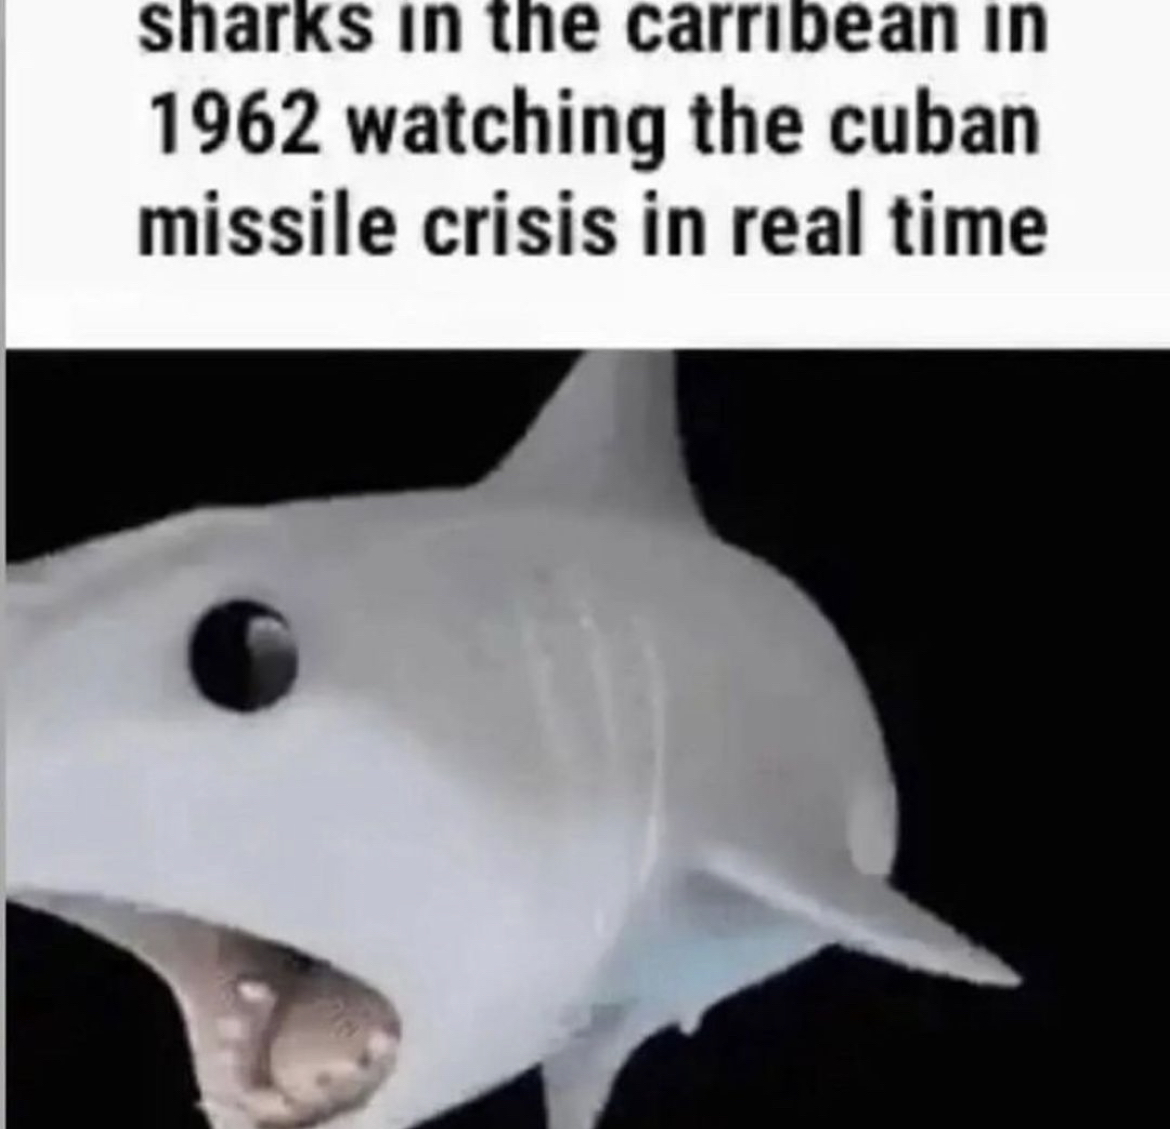 sharks in the carribean in
1962 watching the cuban
missile crisis in real time